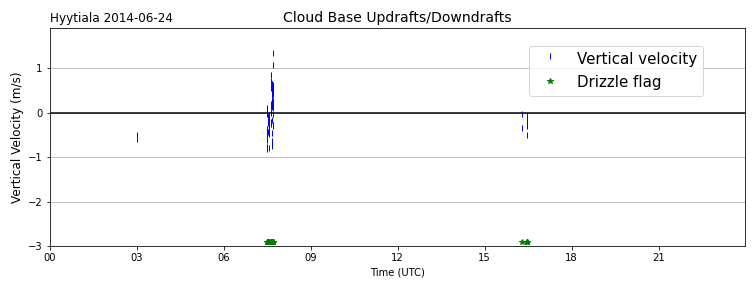 Hyytiala 2014-06-24
Cloud Base Updrafts/Downdrafts
Vertical Velocity (m/s)
1
0
−1
−2
−3
Vertical velocity
Drizzle flag
00 03 06 09 12 15 18 21
Time (UTC)